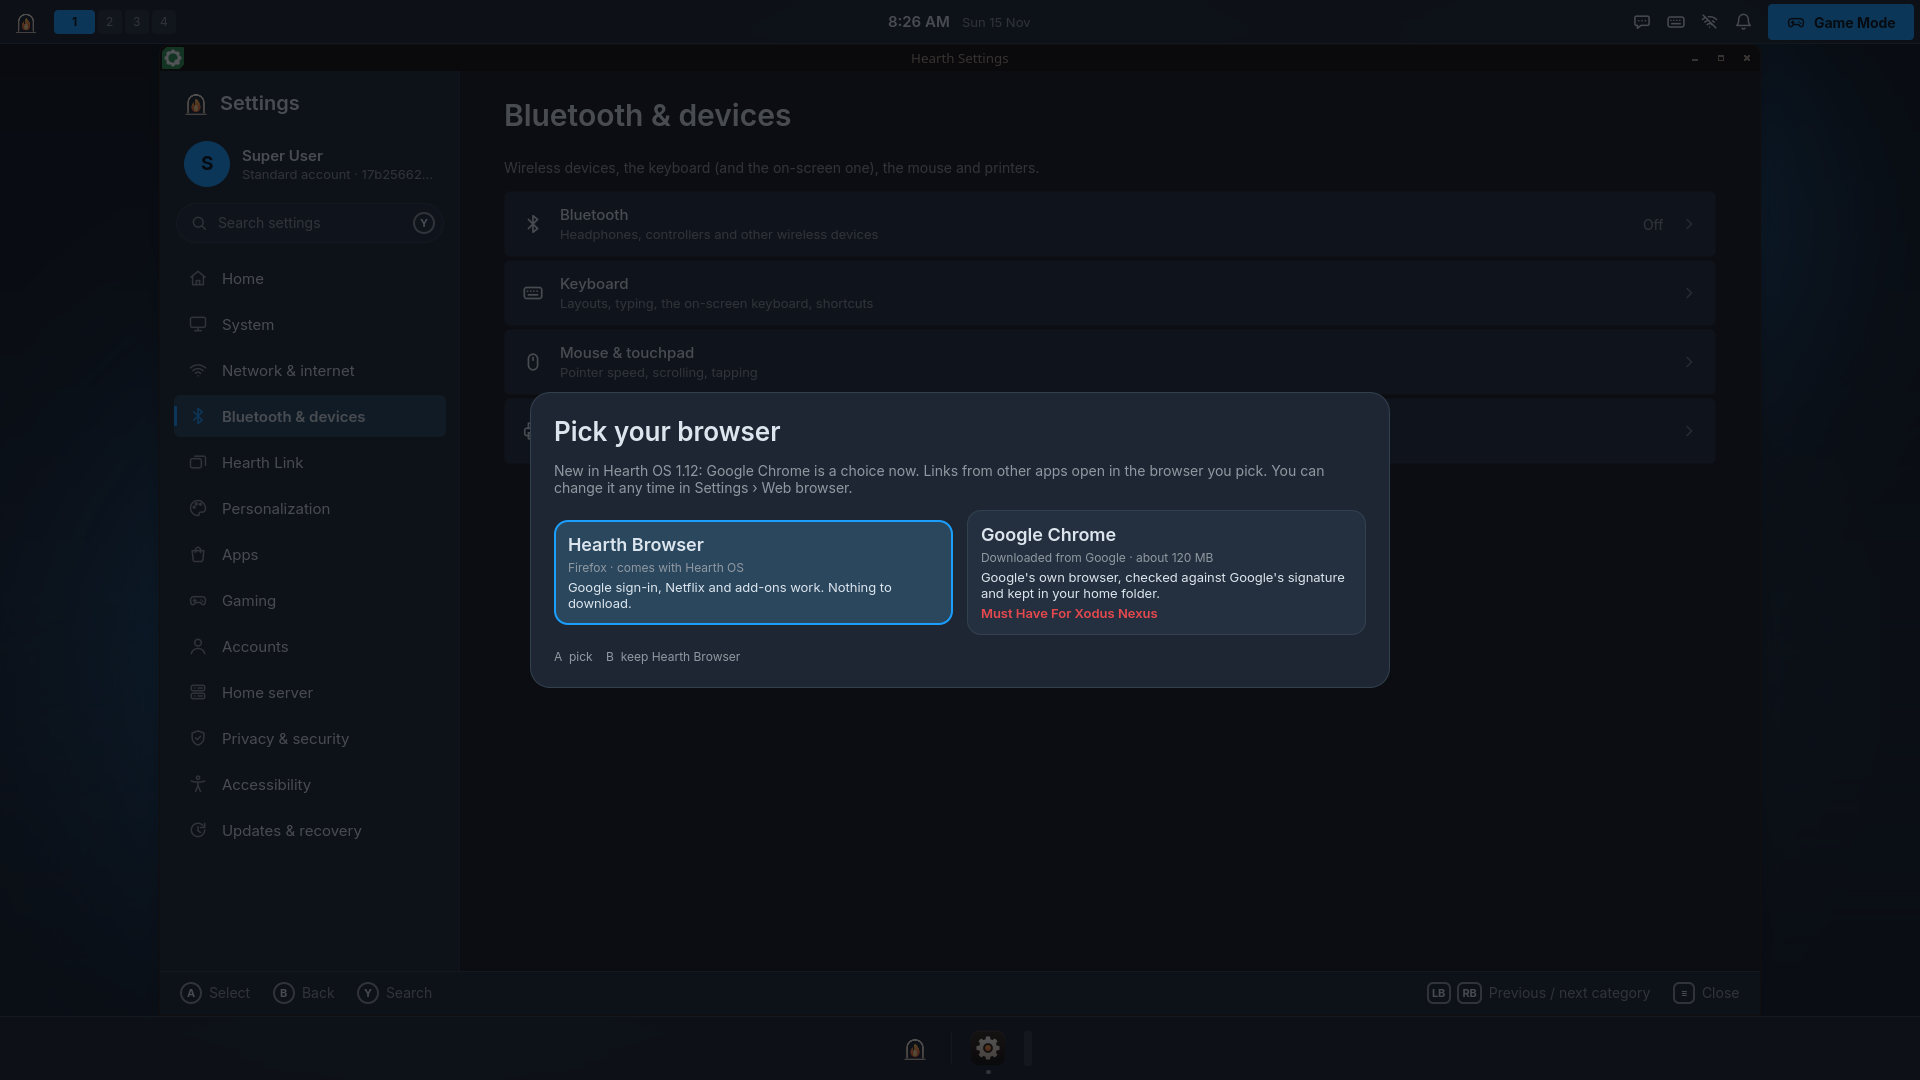 1 2 3 4
8:26 AM Sun 15 Nov
Game Mode
Hearth Settings
Settings
S
Super User
Standard account · 17b25662...
Search settings Y
Home
System
Network & internet
Bluetooth & devices
Hearth Link
Personalization
Apps
Gaming
Accounts
Home server
Privacy & security
Accessibility
Updates & recovery
Bluetooth & devices
Wireless devices, the keyboard (and the on-screen one), the mouse and printers.
Bluetooth
Headphones, controllers and other wireless devices
Off
Keyboard
Layouts, typing, the on-screen keyboard, shortcuts
Mouse & touchpad
Pointer speed, scrolling, tapping
Pick your browser
New in Hearth OS 1.12: Google Chrome is a choice now. Links from other apps open in the browser you pick. You can
change it any time in Settings › Web browser.
Hearth Browser
Firefox · comes with Hearth OS
Google sign-in, Netflix and add-ons work. Nothing to
download.
Google Chrome
Downloaded from Google · about 120 MB
Google's own browser, checked against Google's signature
and kept in your home folder.
Must Have For Xodus Nexus
A pick B keep Hearth Browser
A Select B Back Y Search
LB RB Previous / next category ≡ Close